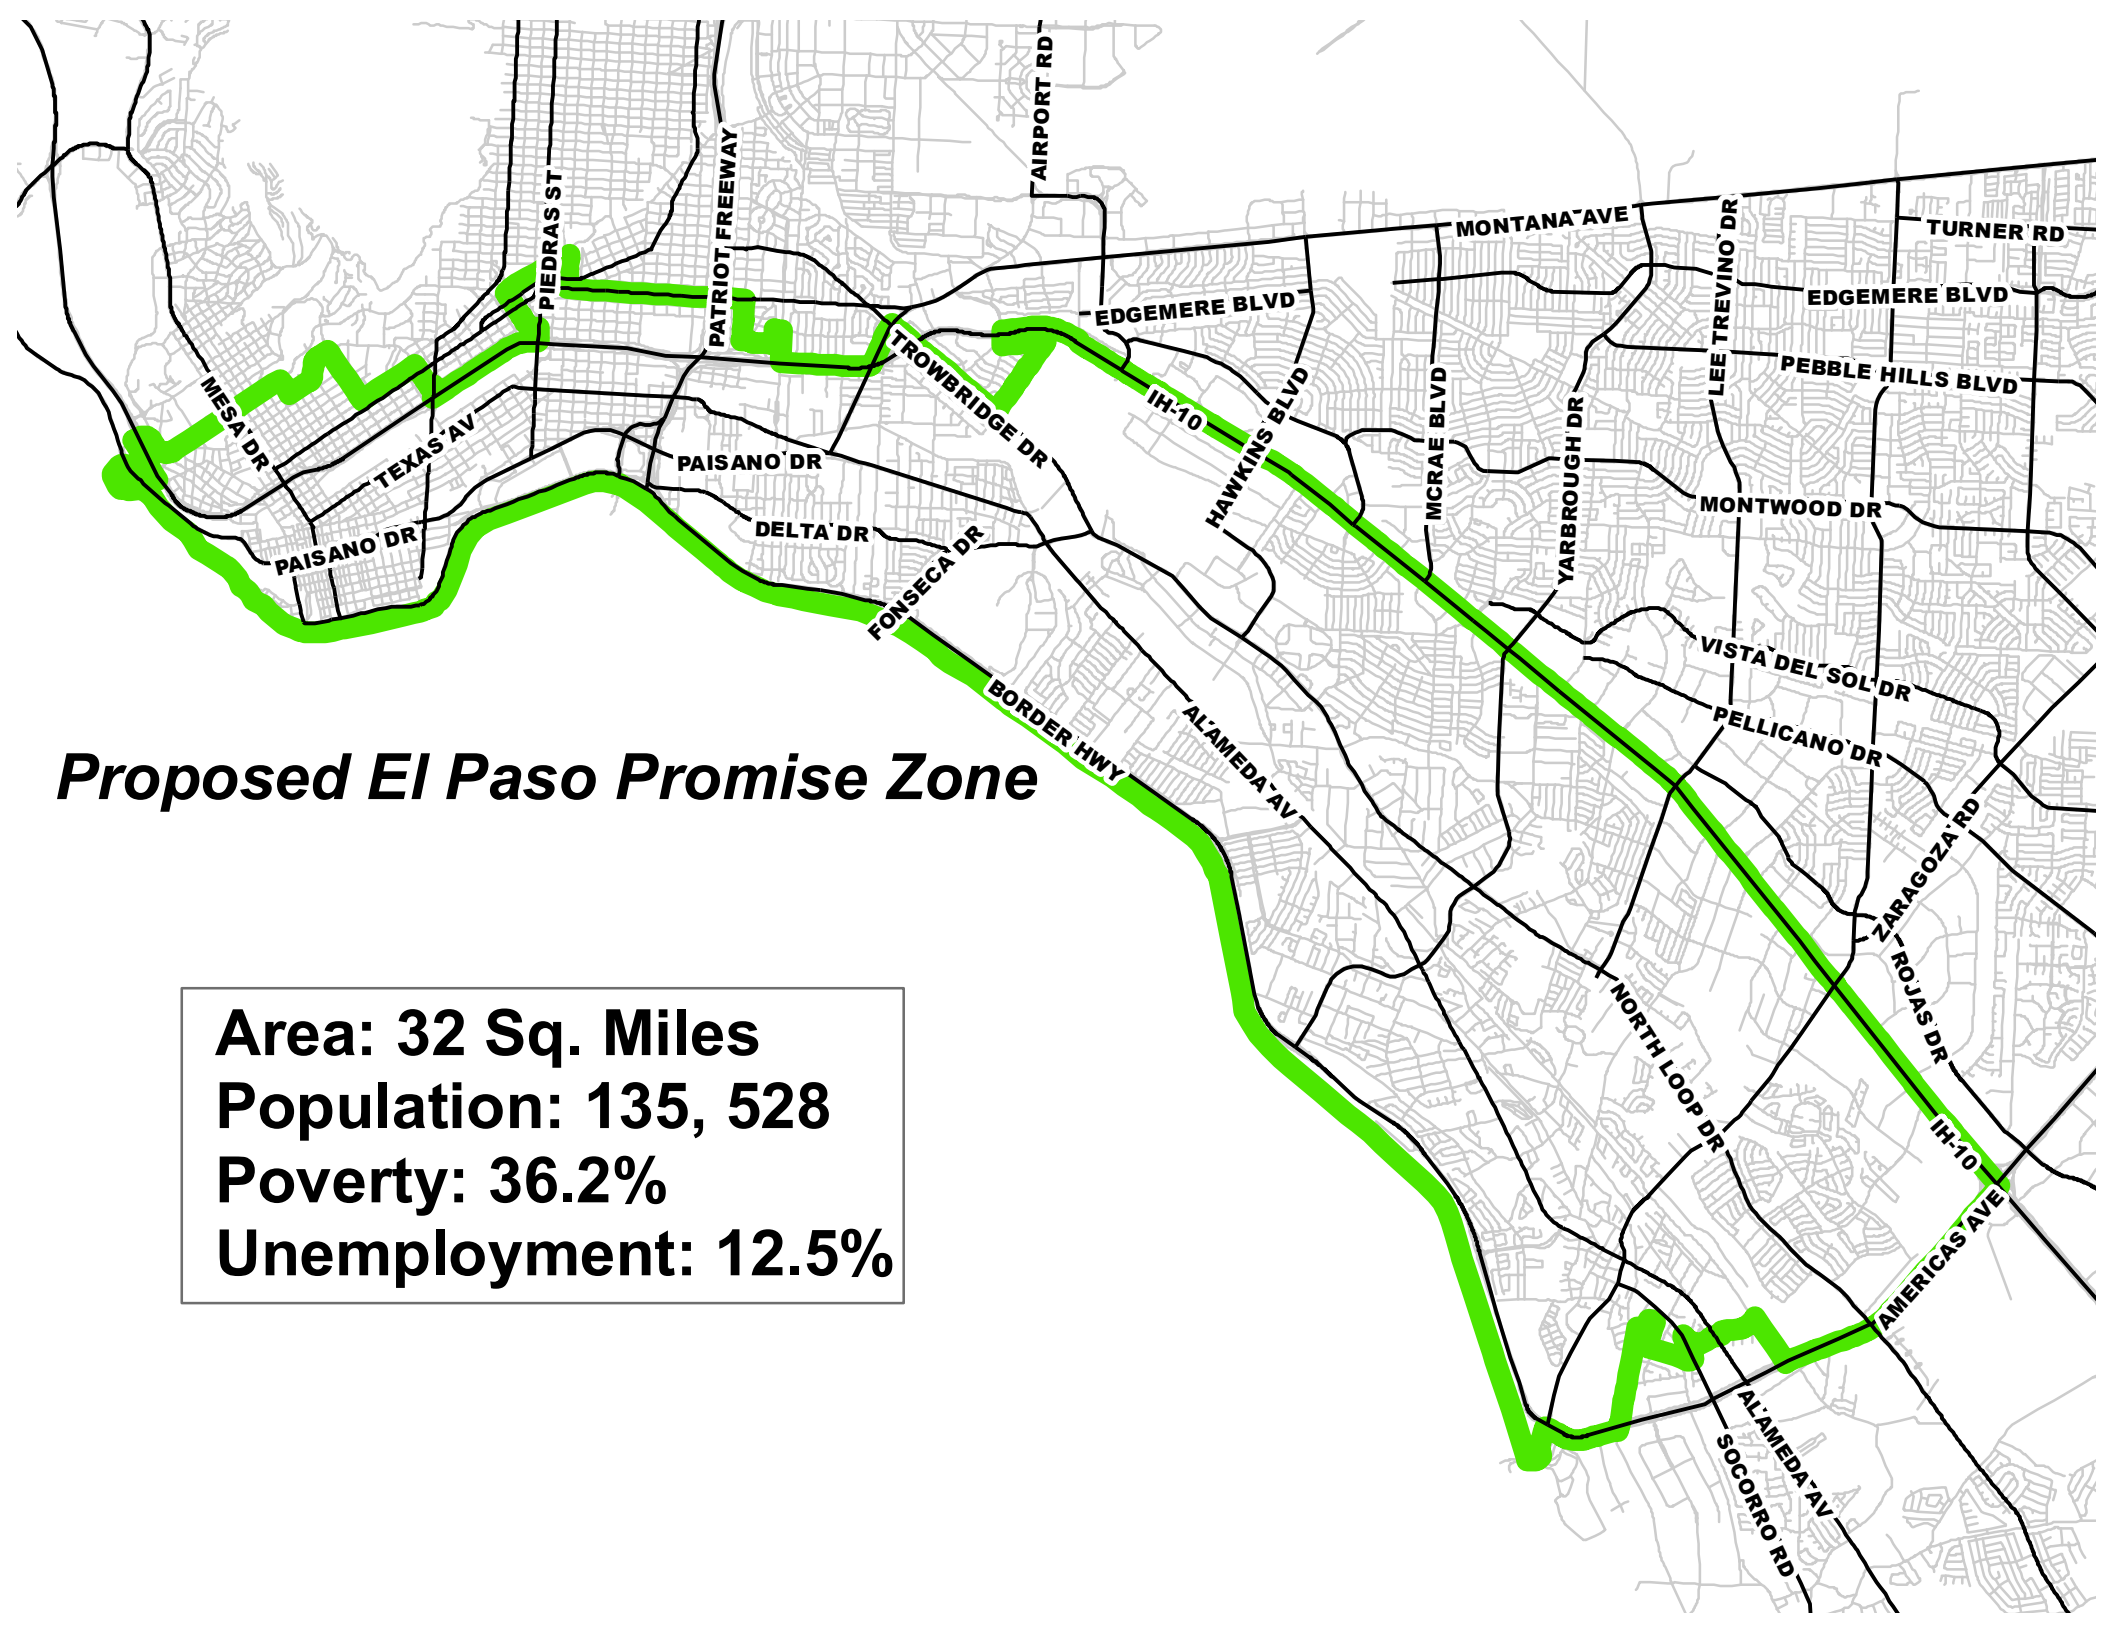 AIRPORT RD
PIEDRAS ST
PATRIOT FREEWAY
MONTANA AVE
LEE TREVINO DR
TURNER RD
EDGEMERE BLVD
EDGEMERE BLVD
TROWBRIDGE DR
MESA DR
IH-10
HAWKINS BLVD
MCRAE BLVD
YARBROUGH DR
PEBBLE HILLS BLVD
TEXAS AV
PAISANO DR
MONTWOOD DR
DELTA DR
PAISANO DR
FONSECA DR
VISTA DEL SOL DR
BORDER HWY
ALAMEDA AV
PELLICANO DR
Proposed El Paso Promise Zone
ZARAGOZA RD
ROJAS DR
NORTH LOOP DR
Area: 32 Sq. Miles
Population: 135, 528
Poverty: 36.2%
Unemployment: 12.5%
IH-10
AMERICAS AVE
ALAMEDA AV
SOCORRO RD